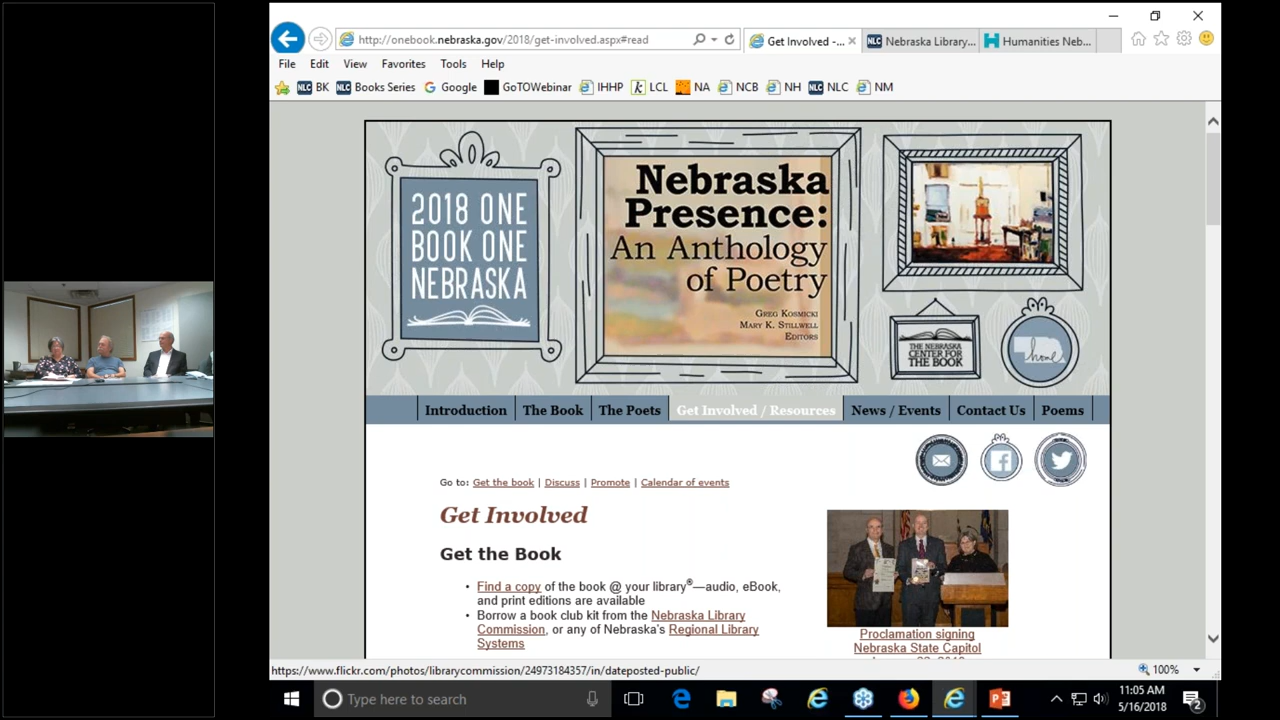 http://onebook.nebraska.gov/2018/get-involved.aspx#read
Get Involved -...
NLC Nebraska Library...
Humanities Neb...
File Edit View Favorites Tools Help
NLC BK NLC Books Series Google GoTOWebinar IHHP LCL NA NCB NH NLC NLC NM
2018 ONE
BOOK ONE
NEBRASKA
Nebraska
Presence:
An Anthology
of Poetry
Greg Kosmicki
Mary K. Stillwell
Editors
THE NEBRASKA
CENTER FOR
THE BOOK
home
Introduction The Book The Poets Get Involved / Resources News / Events Contact Us Poems
Go to: Get the book | Discuss | Promote | Calendar of events
Get Involved
Get the Book
• Find a copy of the book @ your library®—audio, eBook,
and print editions are available
• Borrow a book club kit from the Nebraska Library
Commission, or any of Nebraska's Regional Library
Systems
Proclamation signing
Nebraska State Capitol
https://www.flickr.com/photos/librarycommission/24973184357/in/dateposted-public/
100%
Type here to search
11:05 AM
5/16/2018
2